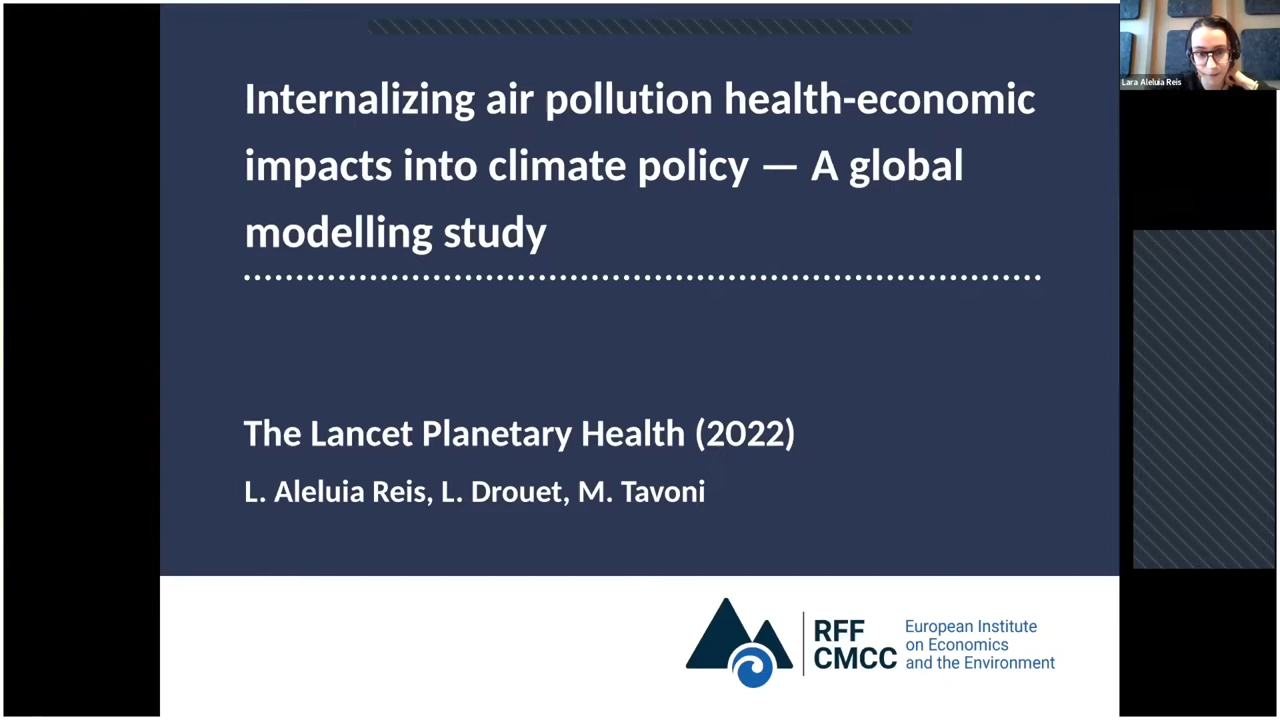 Internalizing air pollution health-economic
impacts into climate policy — A global
modelling study
The Lancet Planetary Health (2022)
L. Aleluia Reis, L. Drouet, M. Tavoni
RFF
CMCC
European Institute
on Economics
and the Environment
Lara Aleluia Reis